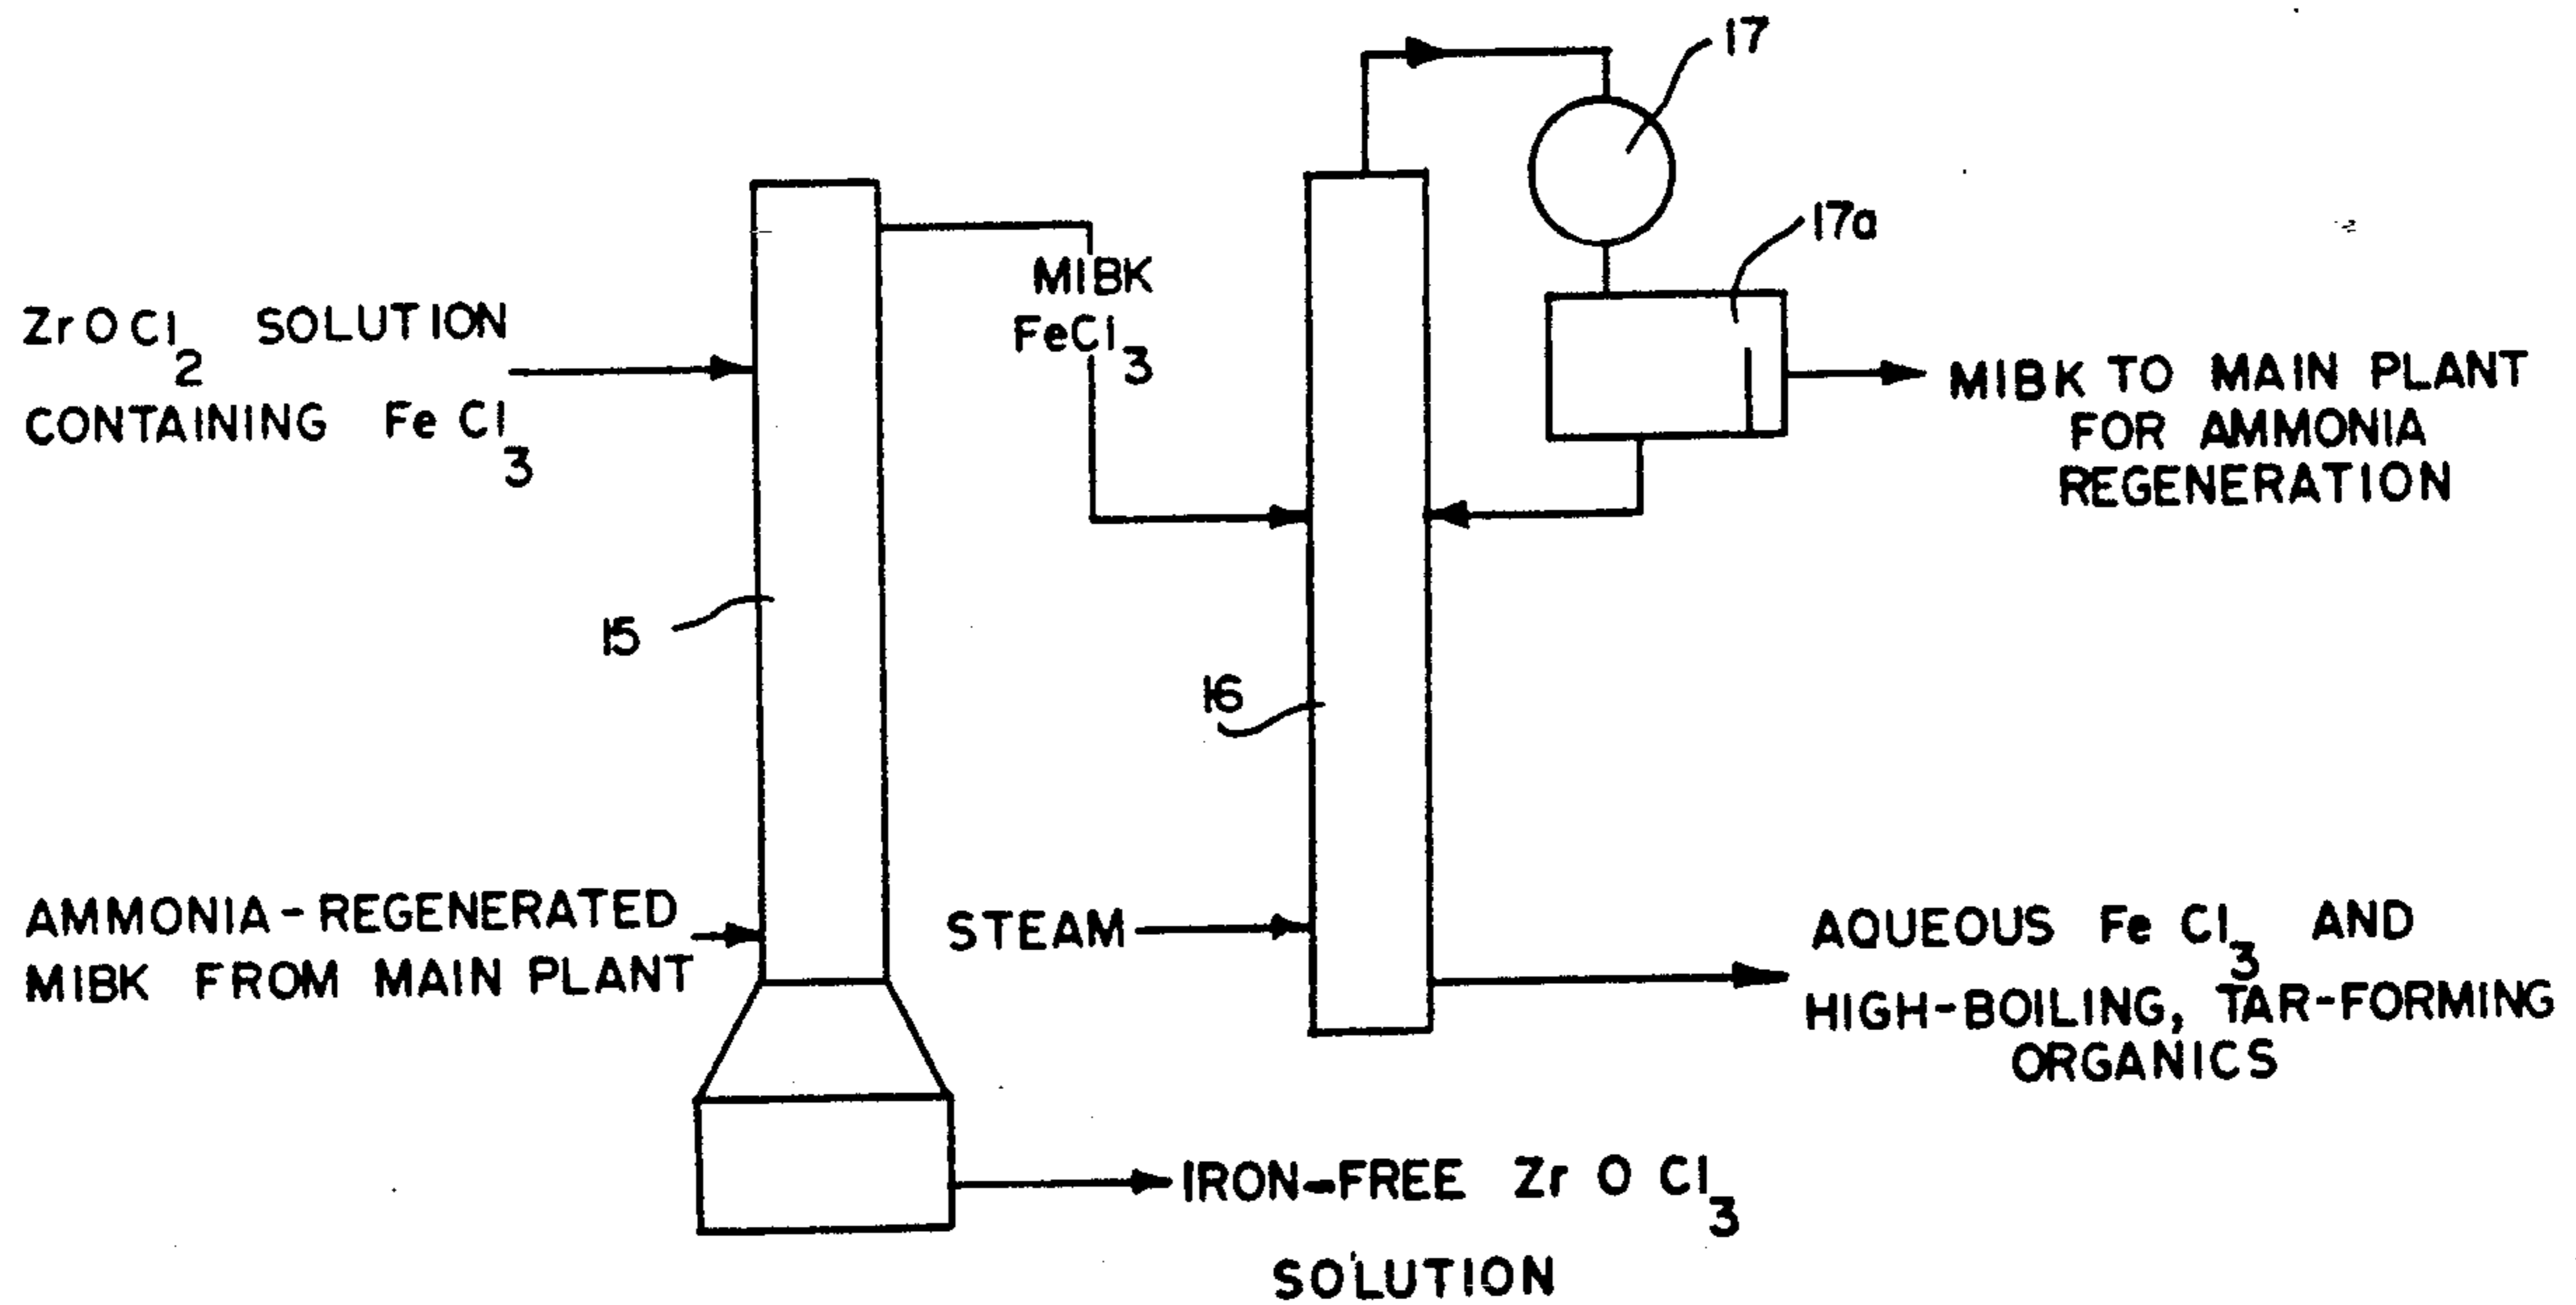 17
17a
MIBK
FeCl3
ZrOCl2 SOLUTION
CONTAINING FeCl3
MIBK TO MAIN PLANT
FOR AMMONIA
REGENERATION
15
16
AMMONIA-REGENERATED
MIBK FROM MAIN PLANT
STEAM
AQUEOUS FeCl3 AND
HIGH-BOILING, TAR-FORMING
ORGANICS
IRON-FREE ZrOCl3
SOLUTION